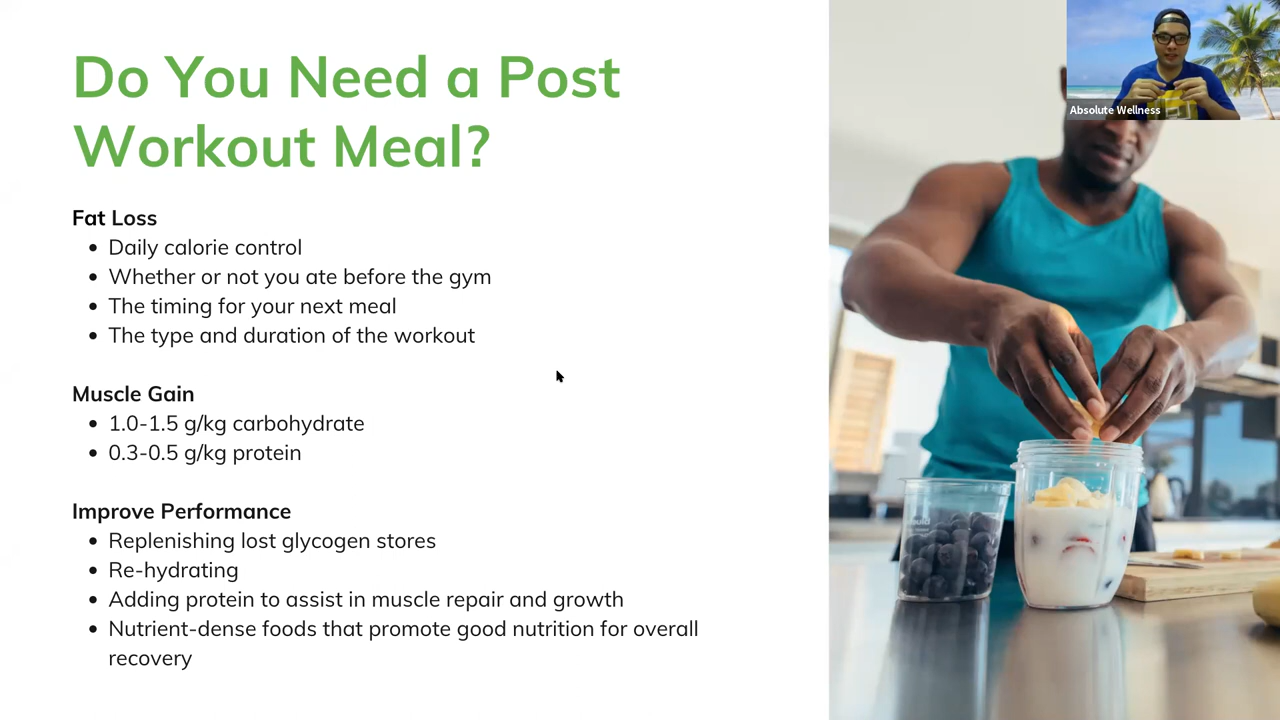 Do You Need a Post
Workout Meal?
Fat Loss
• Daily calorie control
• Whether or not you ate before the gym
• The timing for your next meal
• The type and duration of the workout
Muscle Gain
• 1.0-1.5 g/kg carbohydrate
• 0.3-0.5 g/kg protein
Improve Performance
• Replenishing lost glycogen stores
• Re-hydrating
• Adding protein to assist in muscle repair and growth
• Nutrient-dense foods that promote good nutrition for overall
recovery
Absolute Wellness